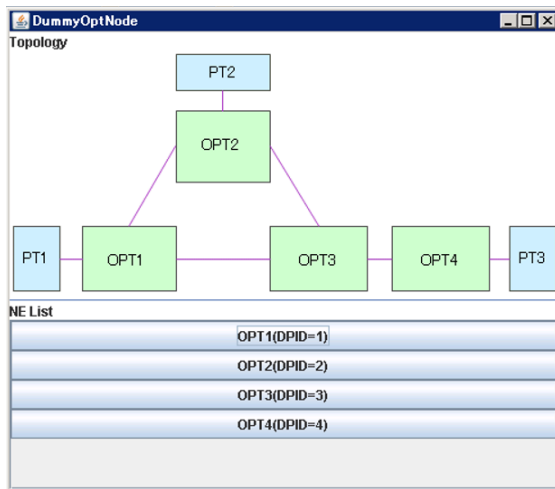 DummyOptNode
Topology
PT2
OPT2
PT1 OPT1 OPT3 OPT4 PT3
NE List
OPT1(DPID=1)
OPT2(DPID=2)
OPT3(DPID=3)
OPT4(DPID=4)